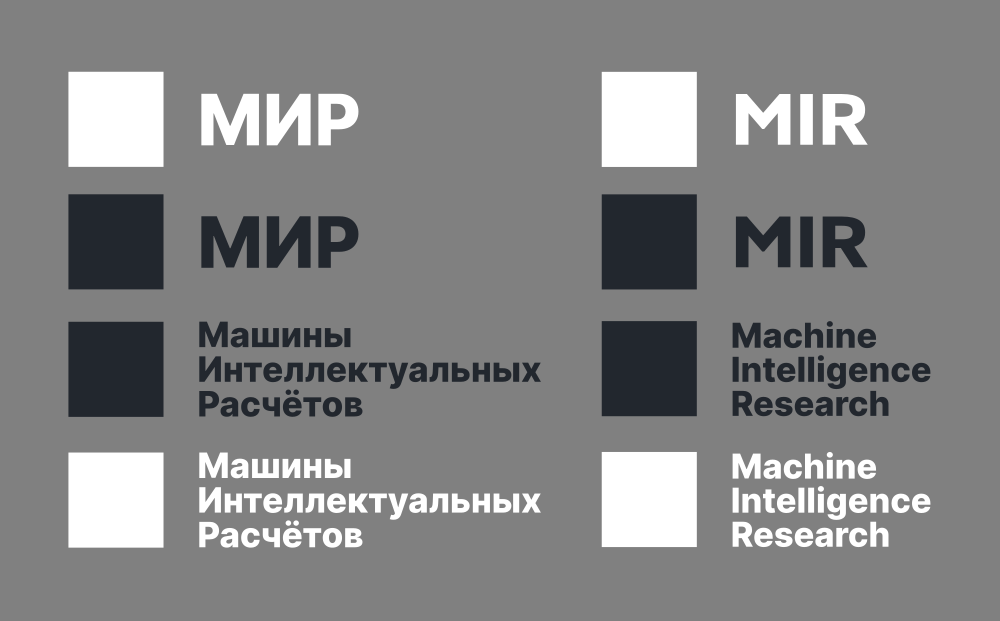 МИР
МИР
Машины
Интеллектуальных
Расчётов
Машины
Интеллектуальных
Расчётов
MIR
MIR
Machine
Intelligence
Research
Machine
Intelligence
Research